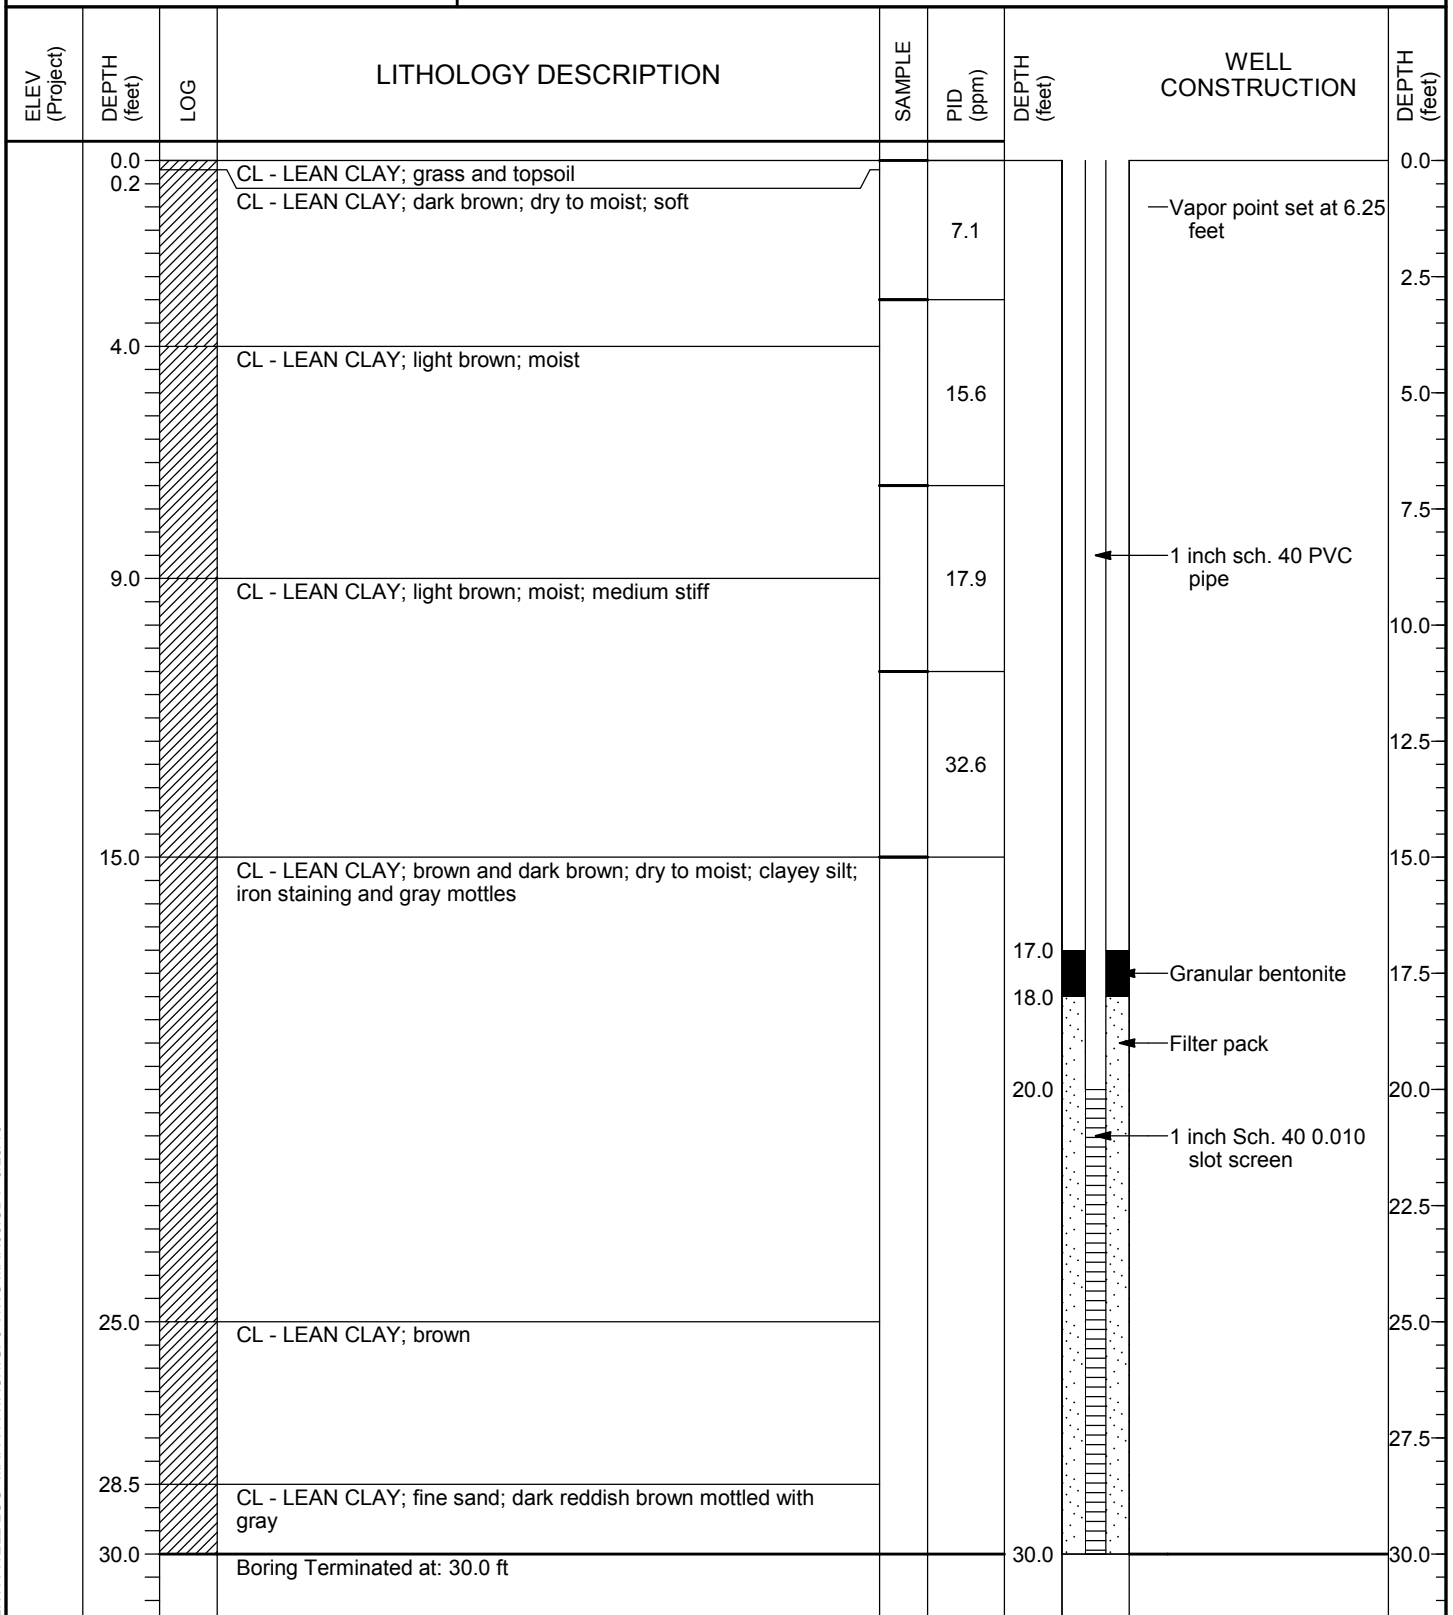 ELEV
(Project)
DEPTH
(feet)
LOG
LITHOLOGY DESCRIPTION
SAMPLE
PID
(ppm)
DEPTH
(feet)
WELL
CONSTRUCTION
DEPTH
(feet)
0.0
CL - LEAN CLAY; grass and topsoil
0.0
0.2
CL - LEAN CLAY; dark brown; dry to moist; soft
Vapor point set at 6.25
feet
7.1
2.5
4.0
CL - LEAN CLAY; light brown; moist
15.6
5.0
7.5
1 inch sch. 40 PVC
pipe
9.0
CL - LEAN CLAY; light brown; moist; medium stiff
17.9
10.0
12.5
32.6
15.0
CL - LEAN CLAY; brown and dark brown; dry to moist; clayey silt;
iron staining and gray mottles
15.0
17.0
Granular bentonite
17.5
18.0
Filter pack
20.0
20.0
1 inch Sch. 40 0.010
slot screen
22.5
25.0
CL - LEAN CLAY; brown
25.0
27.5
28.5
CL - LEAN CLAY; fine sand; dark reddish brown mottled with
gray
30.0
Boring Terminated at: 30.0 ft
30.0
30.0